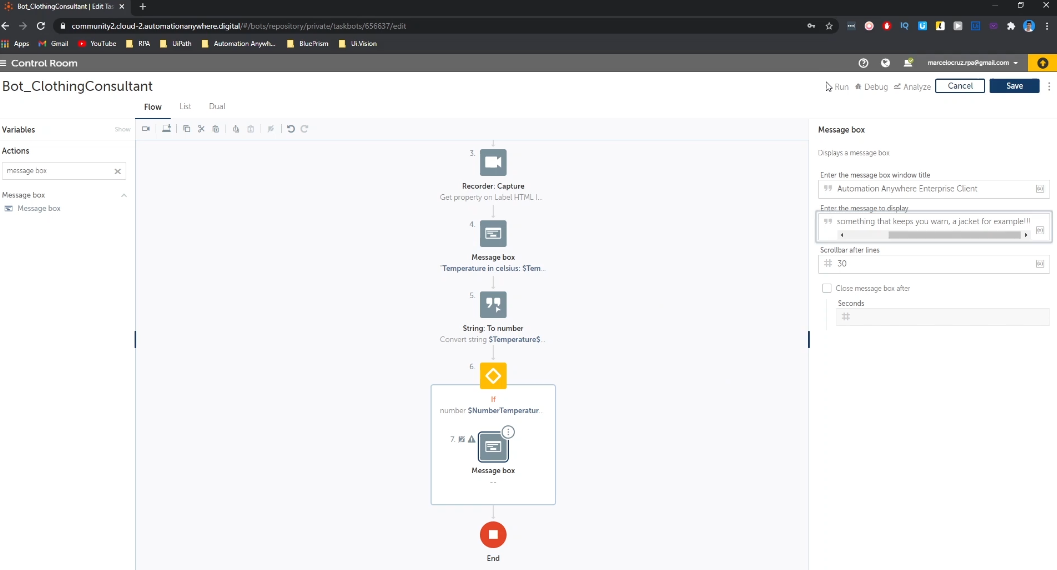 Bot_ClothingConsultant | Edit Tas
community2.cloud-2.automationanywhere.digital/#/bots/repository/private/taskbots/656637/edit
Apps Gmail YouTube RPA UiPath Automation Anywh... BluePrism Ui.Vision
Control Room
marcelocruz.rpa@gmail.com
Bot_ClothingConsultant
Run Debug Analyze Cancel Save
Flow List Dual
Variables Show
Actions
message box
Message box
Message box
3.
Recorder: Capture
Get property on Label HTML I...
4.
Message box
"Temperature in celsius: $Tem...
5.
String: To number
Convert string $Temperature$...
6.
If
number $NumberTemperatur...
7.
Message box
--
End
Message box
Displays a message box
Enter the message box window title
Automation Anywhere Enterprise Client
Enter the message to display
something that keeps you warn, a jacket for example!!!
Scrollbar after lines
# 30
Close message box after
Seconds
#